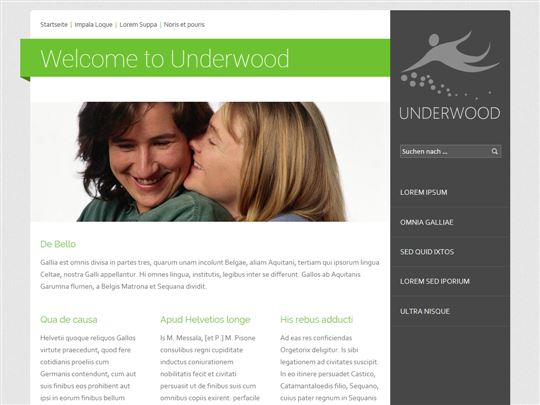 Startseite | Impala Loque | Lorem Suppa | Noris et pouris
Welcome to Underwood
UNDERWOOD
Suchen nach ...
LOREM IPSUM
OMNIA GALLIAE
SED QUID IXTOS
LOREM SED IPORIUM
ULTRA NISQUE
De Bello
Gallia est omnis divisa in partes tres, quarum unam incolunt Belgae, aliam Aquitani, tertiam qui ipsorum lingua
Celtae, nostra Galli appellantur. Hi omnes lingua, institutis, legibus inter se differunt. Gallos ab Aquitanis
Garumna flumen, a Belgis Matrona et Sequana dividit.
Qua de causa
Helvetii quoque reliquos Gallos
virtute praecedunt, quod fere
cotidianis proeliis cum
Germanis contendunt, cum aut
suis finibus eos prohibent aut
ipsi in eorum finibus bellum
Apud Helvetios longe
Is M. Messala, [et P.] M. Pisone
consulibus regni cupiditate
inductus coniurationem
nobilitatis fecit et civitati
persuasit ut de finibus suis cum
omnibus copiis exirent: perfacile
His rebus adducti
Ad eas res conficiendas
Orgetorix deligitur. Is sibi
legationem ad civitates suscipit.
In eo itinere persuadet Castico,
Catamantaloedis filio, Sequano,
cuius pater regnum in Sequanis